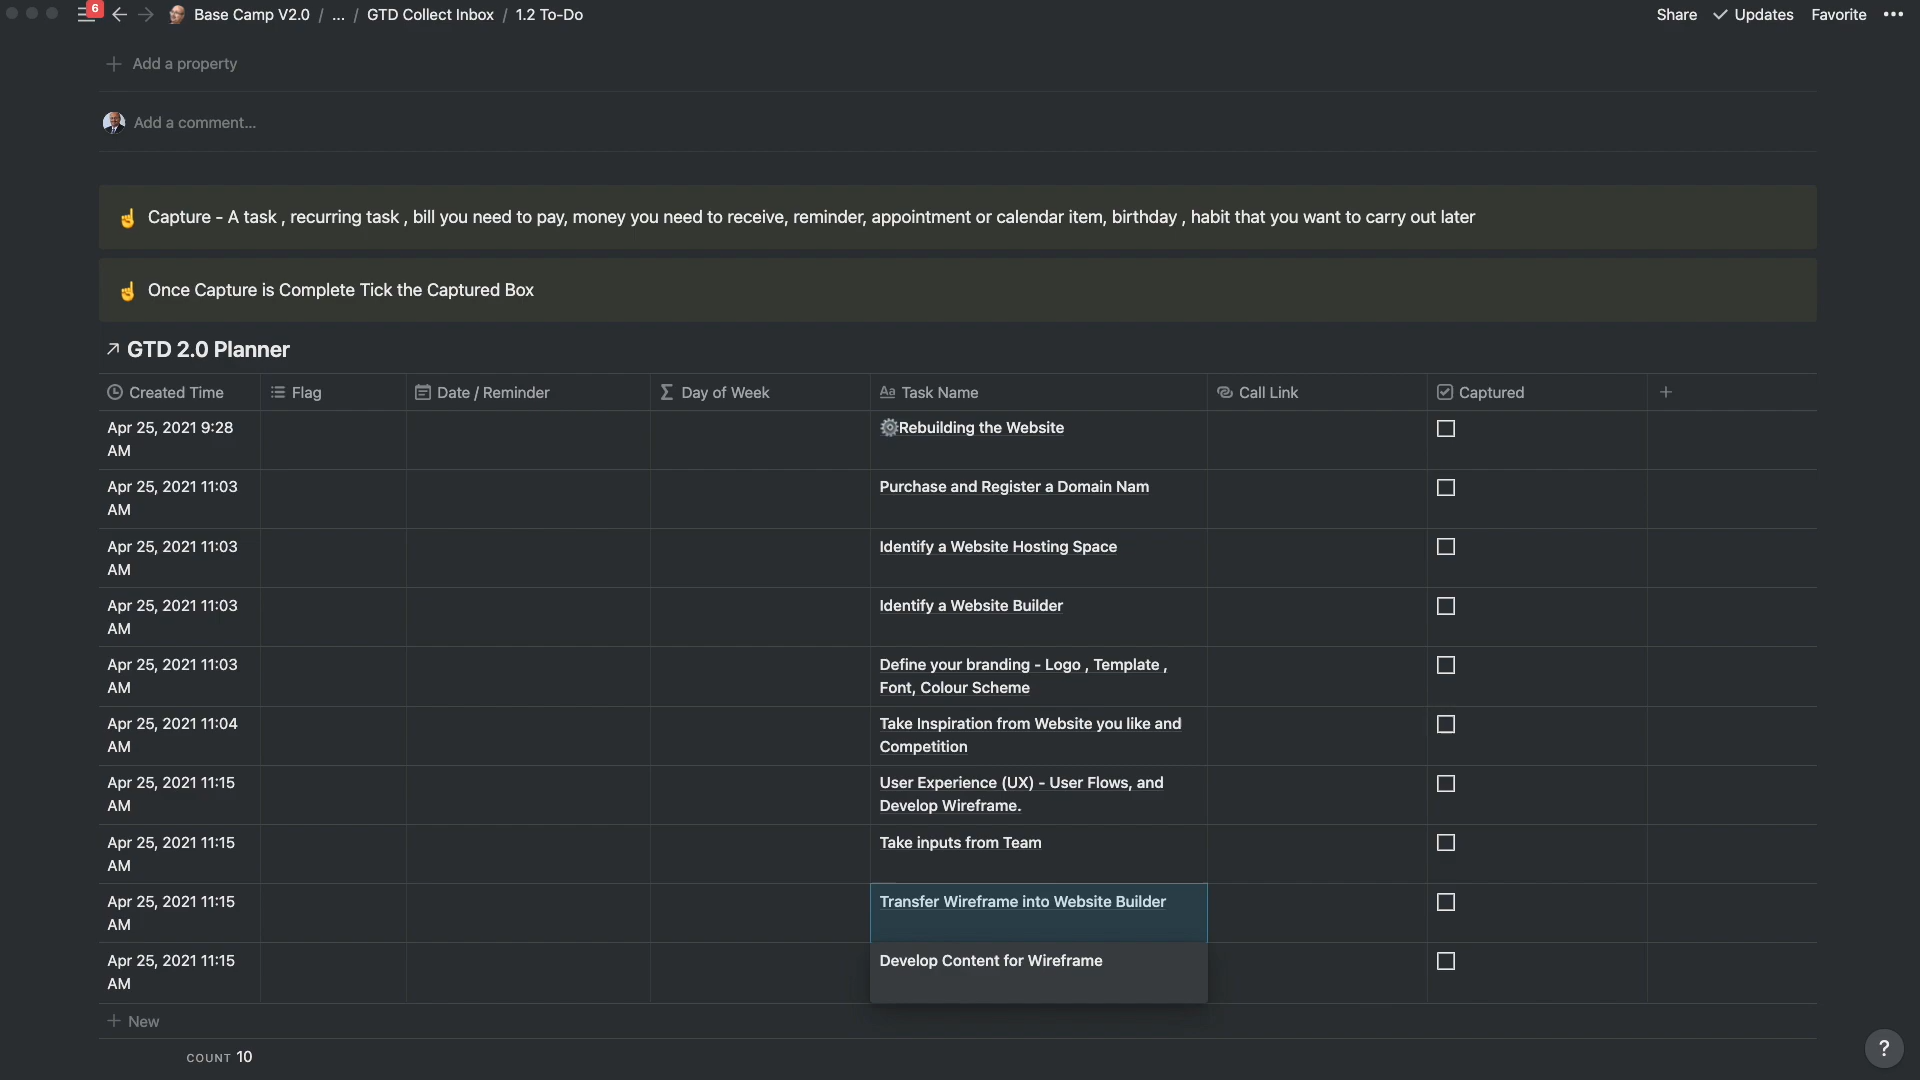 6
Base Camp V2.0 / ... / GTD Collect Inbox / 1.2 To-Do
Share Updates Favorite •••
Add a property
Add a comment...
Capture - A task , recurring task , bill you need to pay, money you need to receive, reminder, appointment or calendar item, birthday , habit that you want to carry out later
Once Capture is Complete Tick the Captured Box
GTD 2.0 Planner
Created Time Flag Date / Reminder Day of Week Aa Task Name Call Link Captured
Apr 25, 2021 9:28 Rebuilding the Website
AM
Apr 25, 2021 11:03 Purchase and Register a Domain Nam
AM
Apr 25, 2021 11:03 Identify a Website Hosting Space
AM
Apr 25, 2021 11:03 Identify a Website Builder
AM
Apr 25, 2021 11:03 Define your branding - Logo , Template ,
AM Font, Colour Scheme
Apr 25, 2021 11:04 Take Inspiration from Website you like and
AM Competition
Apr 25, 2021 11:15 User Experience (UX) - User Flows, and
AM Develop Wireframe.
Apr 25, 2021 11:15 Take inputs from Team
AM
Apr 25, 2021 11:15 Transfer Wireframe into Website Builder
AM
Apr 25, 2021 11:15 Develop Content for Wireframe
AM
New
COUNT 10
?